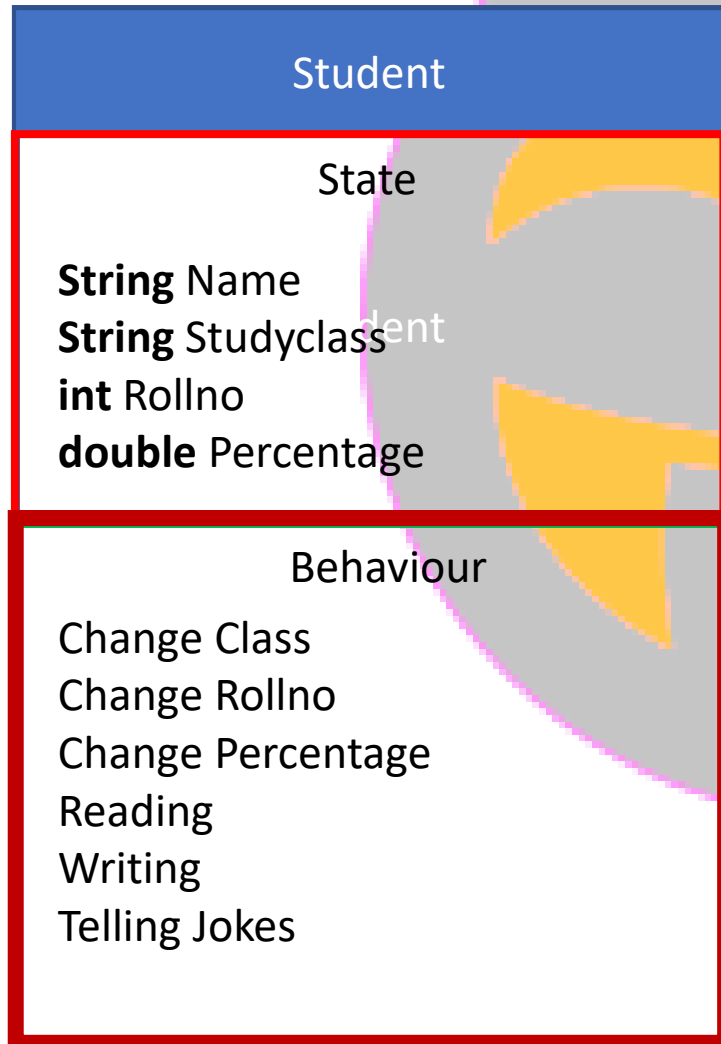 Student
State
String Name
String Studyclass
dent
int Rollno
double Percentage
Behaviour
Change Class
Change Rollno
Change Percentage
Reading
Writing
Telling Jokes